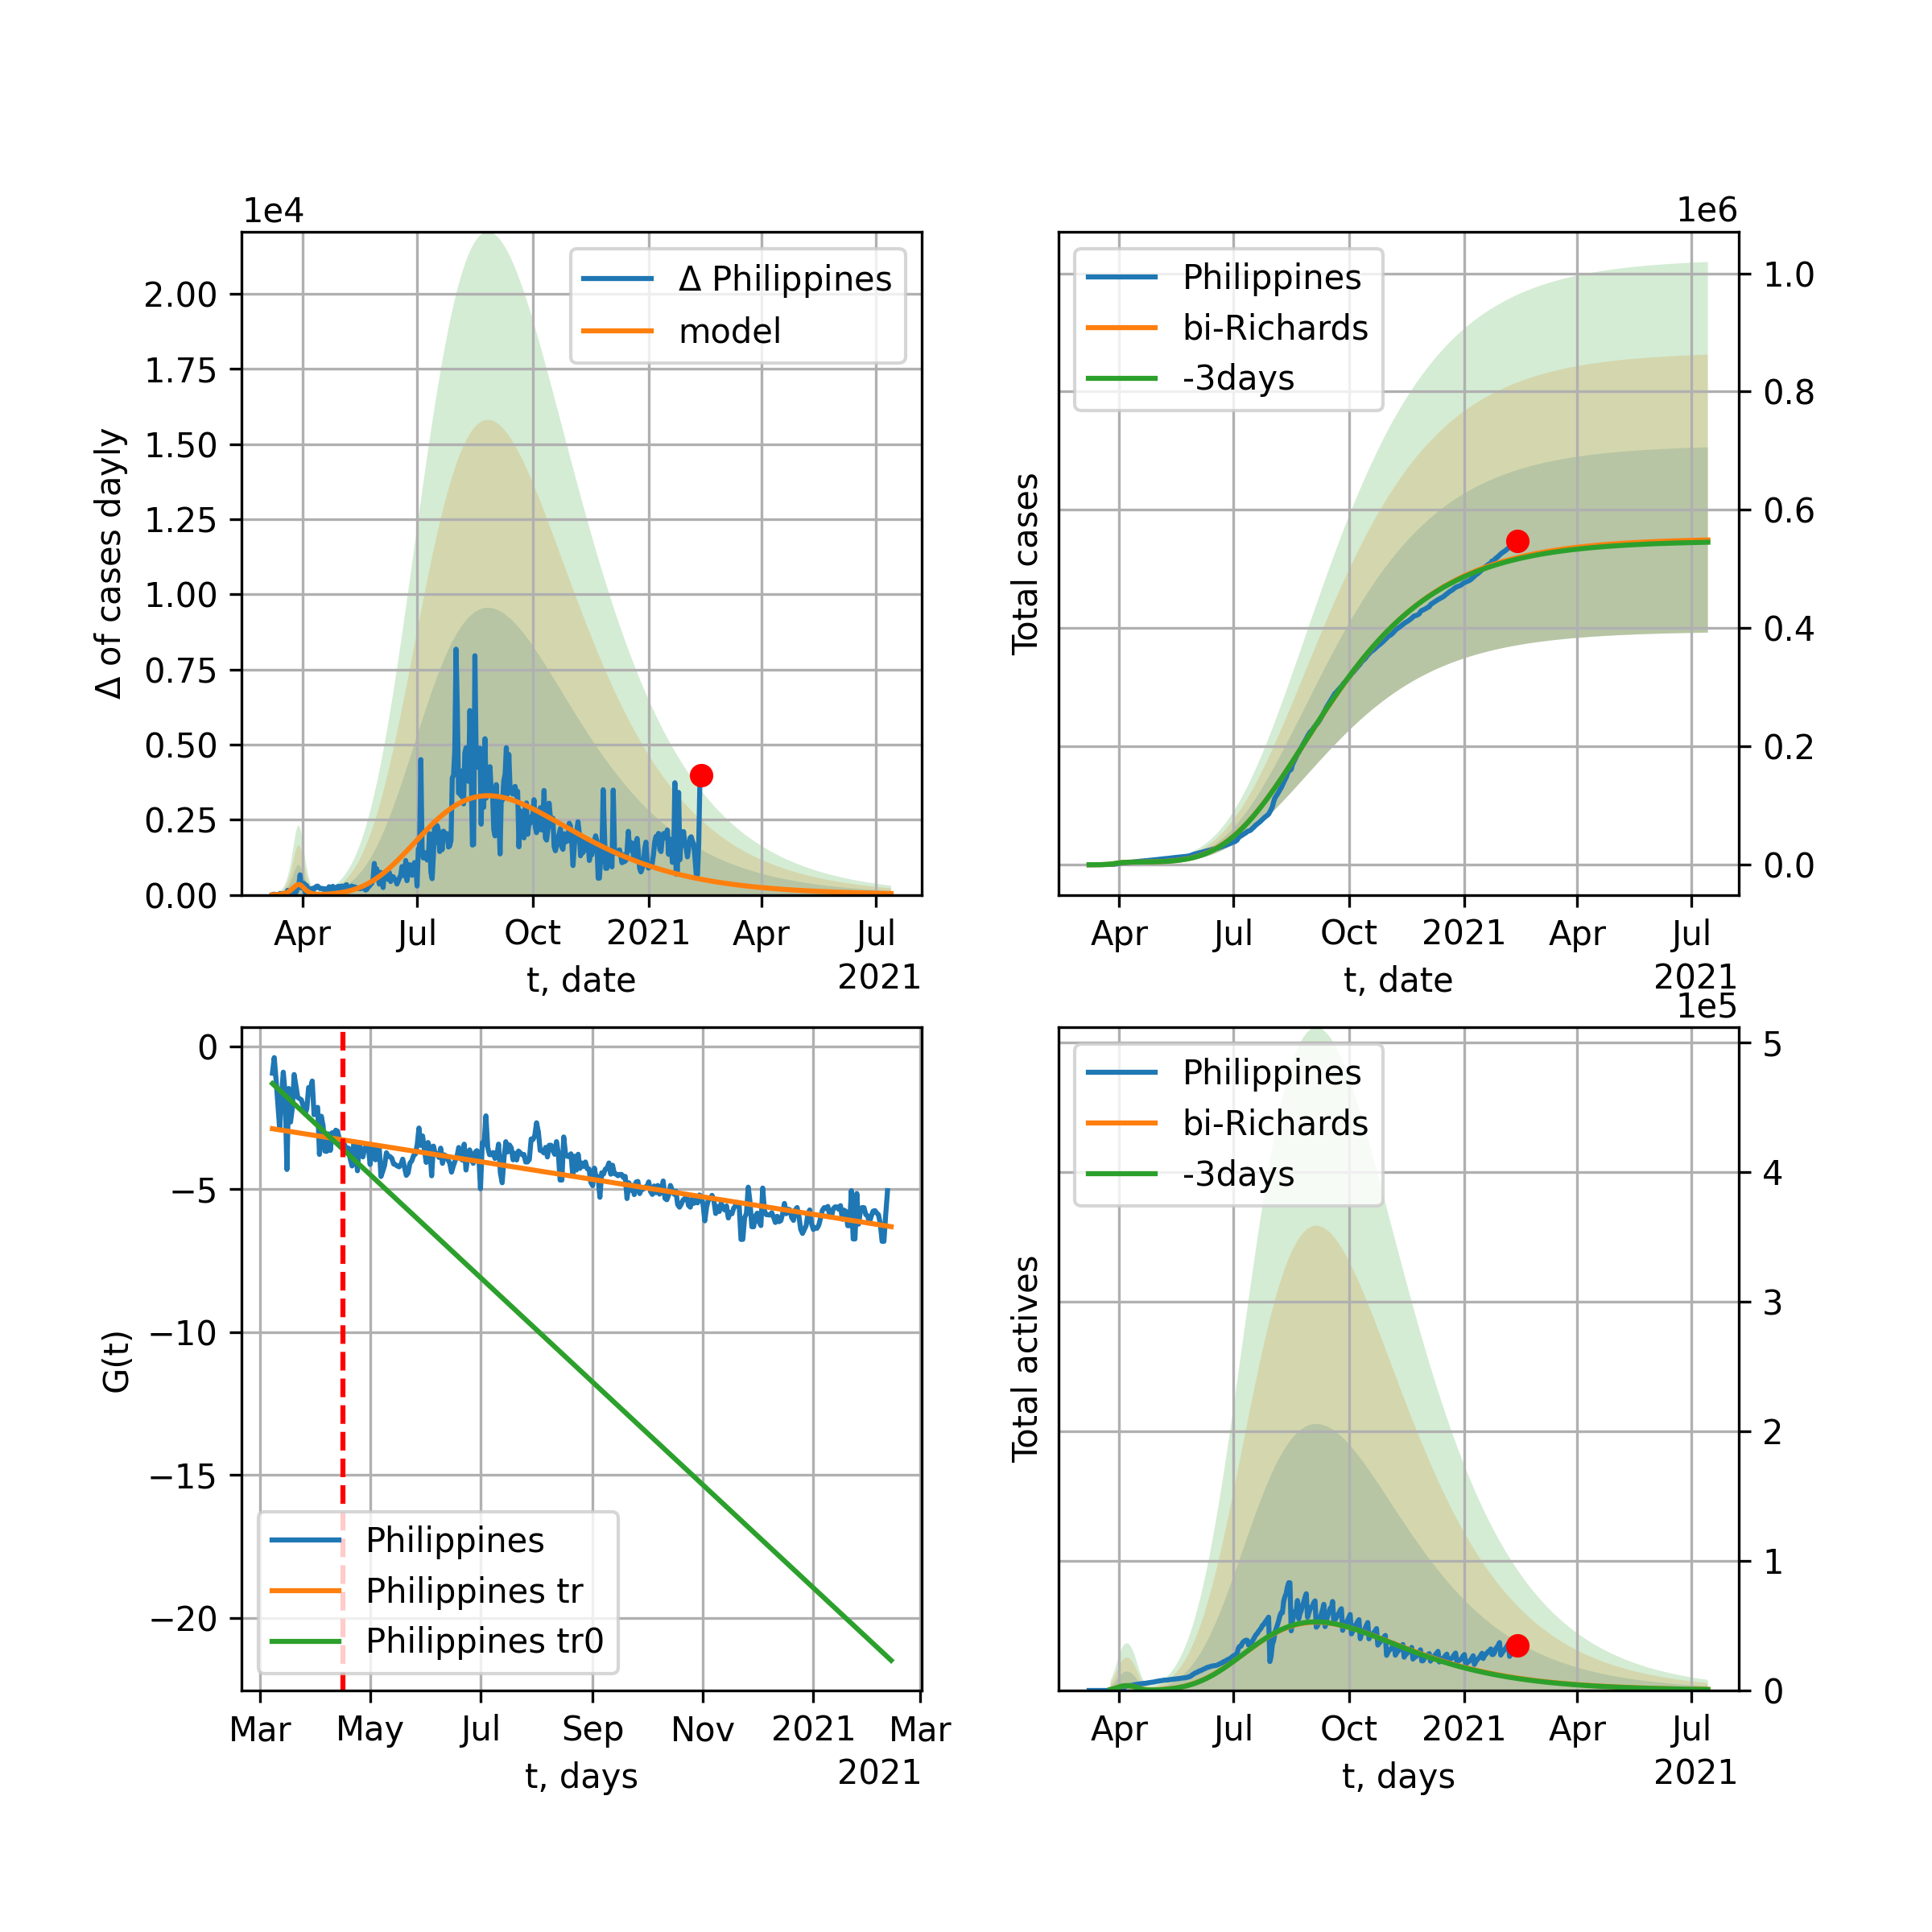 1e4
2.00
1.75
1.50
1.25
1.00
0.75
0.50
0.25
0.00
Δ of cases dayly
Δ Philippines
model
Apr Jul Oct 2021 Apr Jul
t, date
2021
1e6
1.0
0.8
0.6
0.4
0.2
0.0
Total cases
Philippines
bi-Richards
-3days
Apr Jul Oct 2021 Apr Jul
t, date
2021
0
−5
−10
−15
−20
G(t)
Philippines
Philippines tr
Philippines tr0
Mar May Jul Sep Nov 2021 Mar
t, days
2021
1e5
5
4
3
2
1
0
Total actives
Philippines
bi-Richards
-3days
Apr Jul Oct 2021 Apr Jul
t, days
2021